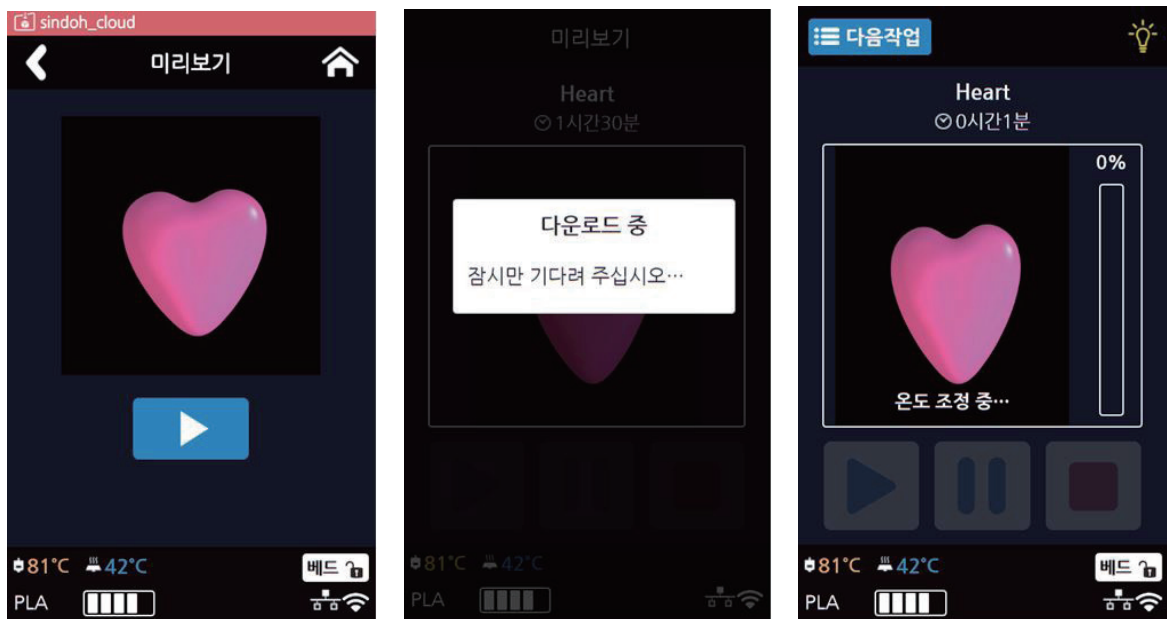 sindoh_cloud
미리보기
81°C 42°C
베드
PLA
미리보기
Heart
1시간30분
다운로드 중
잠시만 기다려 주십시오…
81°C 42°C
PLA
다음작업
Heart
0시간1분
0%
온도 조정 중…
81°C 42°C
베드
PLA